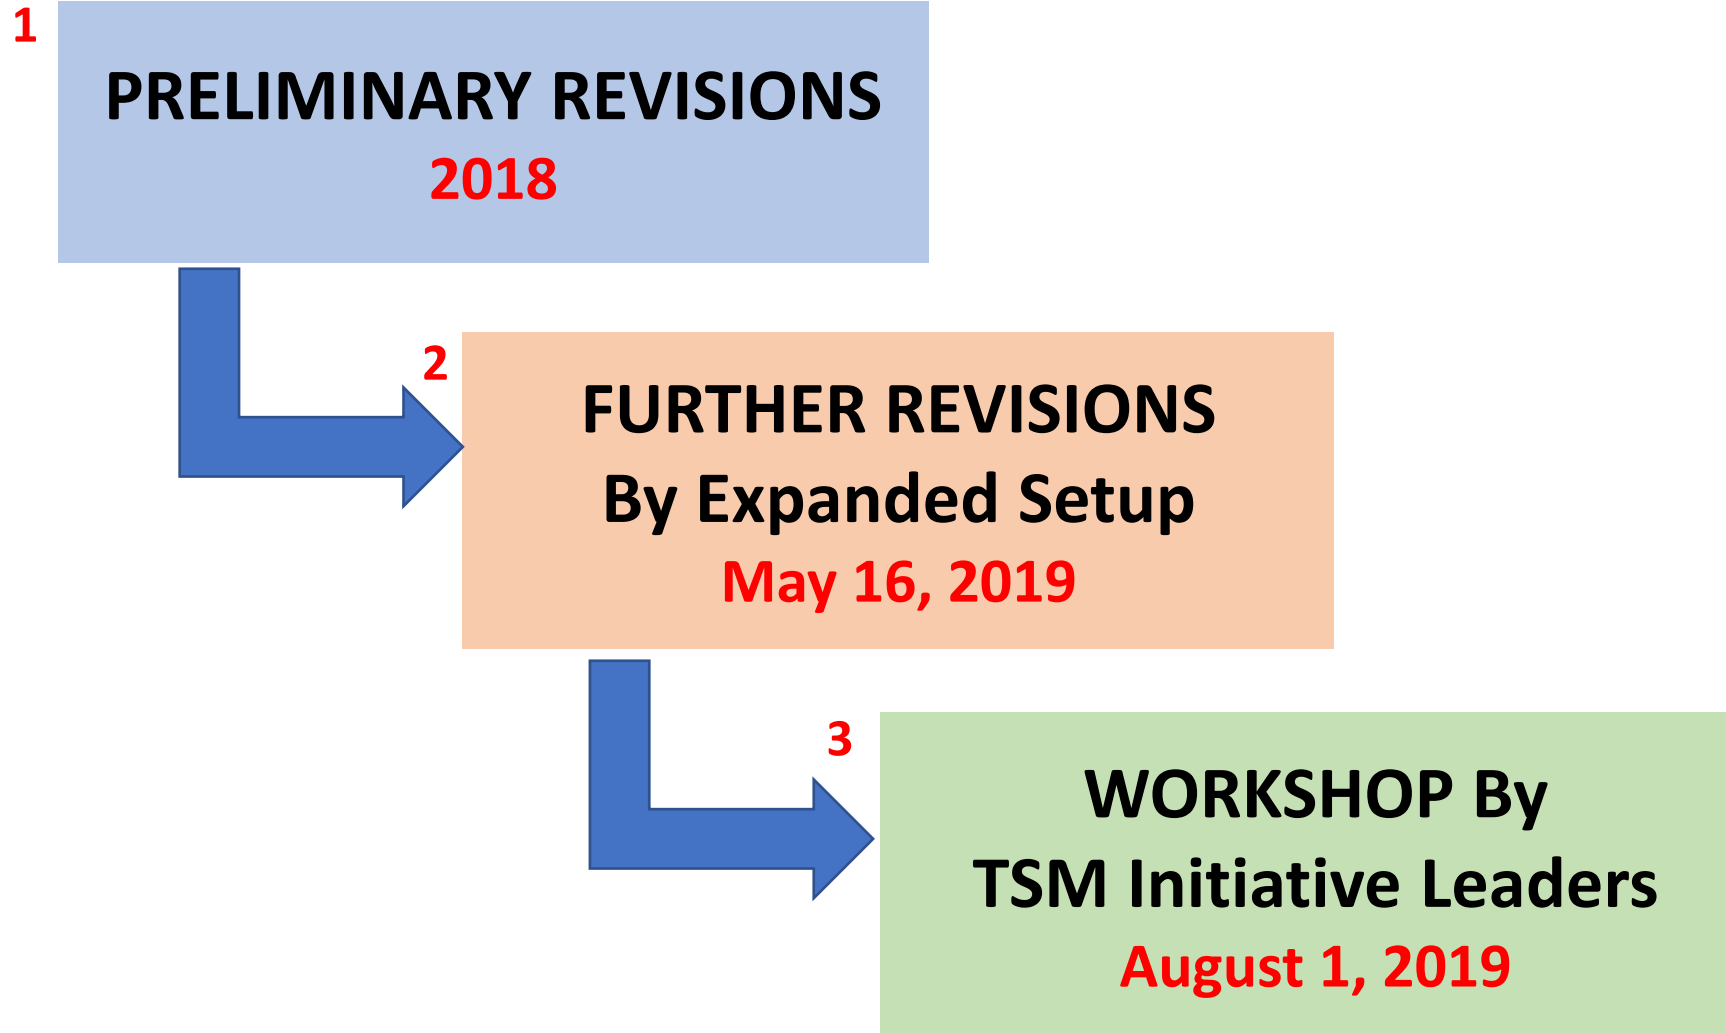 1
PRELIMINARY REVISIONS
2018
2
FURTHER REVISIONS
By Expanded Setup
May 16, 2019
3
WORKSHOP By
TSM Initiative Leaders
August 1, 2019